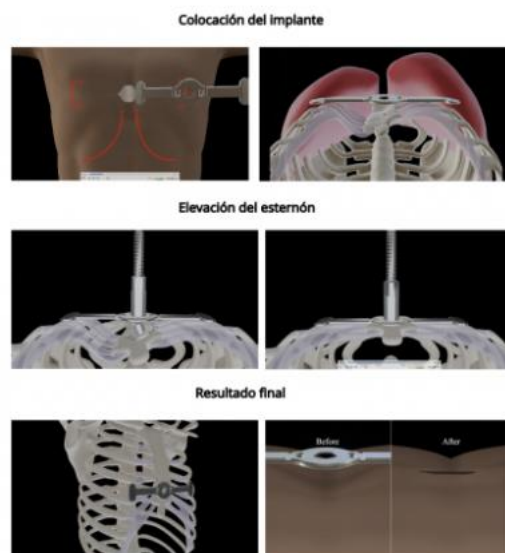 Colocación del implante
Elevación del esternón
Resultado final
Before
After